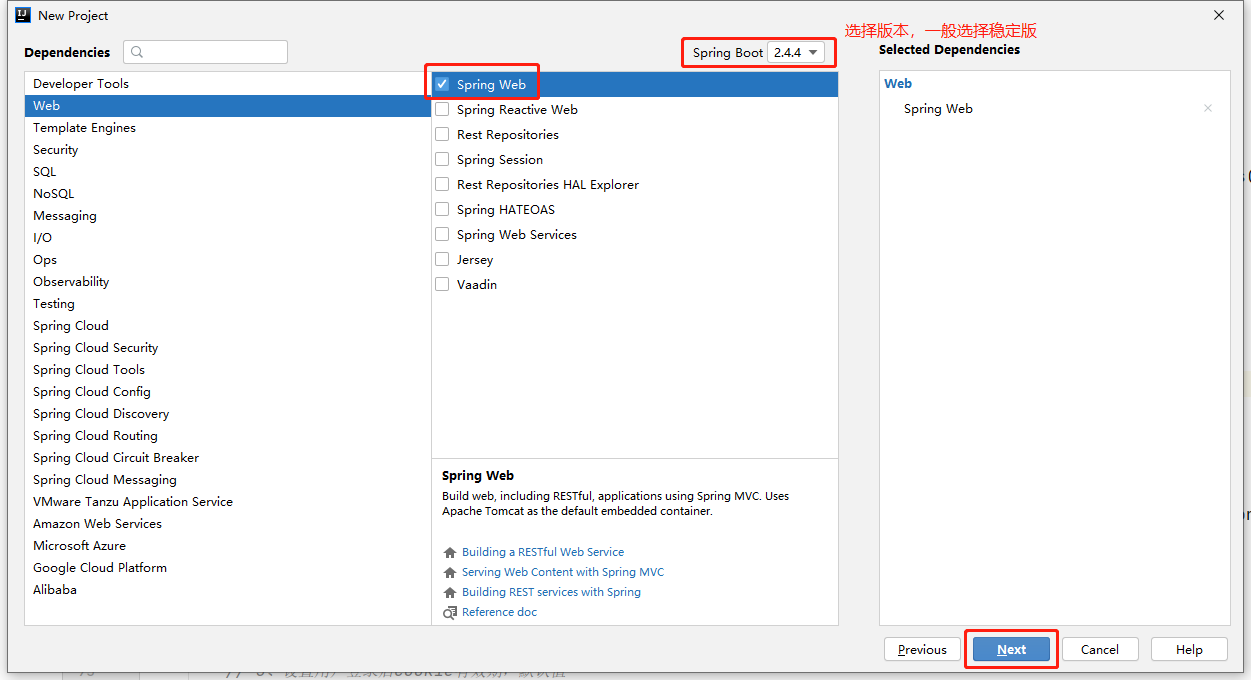 New Project
选择版本，一般选择稳定版
Dependencies
Spring Boot 2.4.4
Selected Dependencies
Developer Tools
Web
Template Engines
Security
SQL
NoSQL
Messaging
I/O
Ops
Observability
Testing
Spring Cloud
Spring Cloud Security
Spring Cloud Tools
Spring Cloud Config
Spring Cloud Discovery
Spring Cloud Routing
Spring Cloud Circuit Breaker
Spring Cloud Messaging
VMware Tanzu Application Service
Amazon Web Services
Microsoft Azure
Google Cloud Platform
Alibaba
Spring Web
Spring Reactive Web
Rest Repositories
Spring Session
Rest Repositories HAL Explorer
Spring HATEOAS
Spring Web Services
Jersey
Vaadin
Spring Web
Build web, including RESTful, applications using Spring MVC. Uses
Apache Tomcat as the default embedded container.
Building a RESTful Web Service
Serving Web Content with Spring MVC
Building REST services with Spring
Reference doc
Web
Spring Web
Previous
Next
Cancel
Help